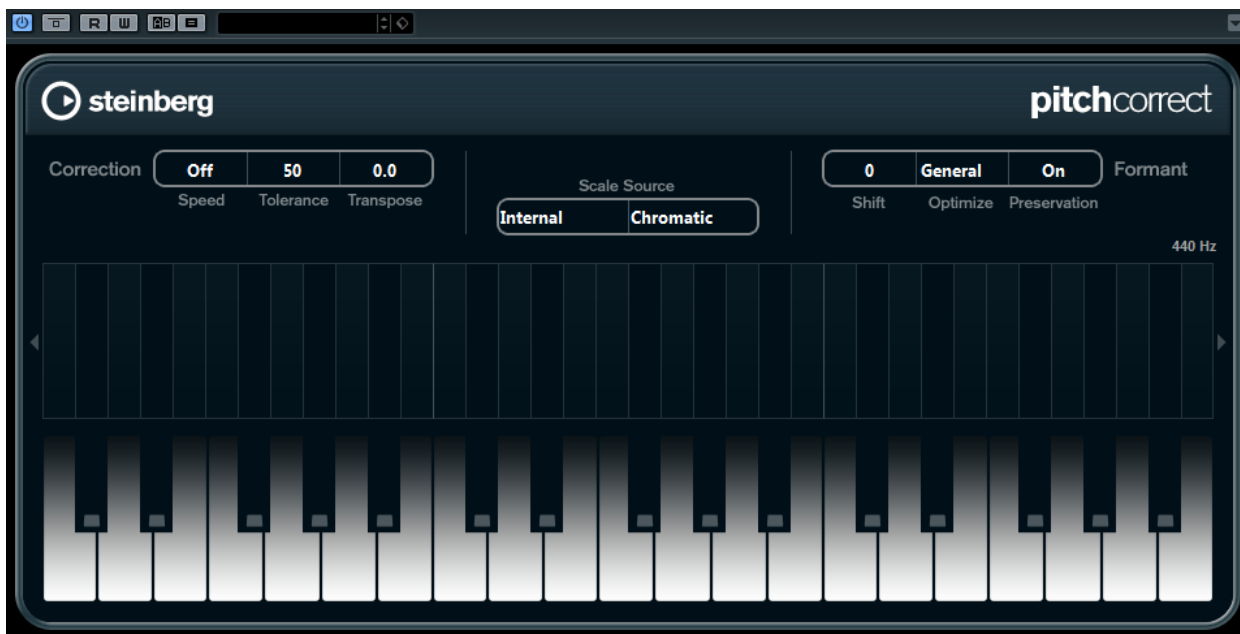 R W AB
steinberg pitchcorrect
Correction Off 50 0.0
Speed Tolerance Transpose
Scale Source
Internal Chromatic
0 General On Formant
Shift Optimize Preservation
440 Hz